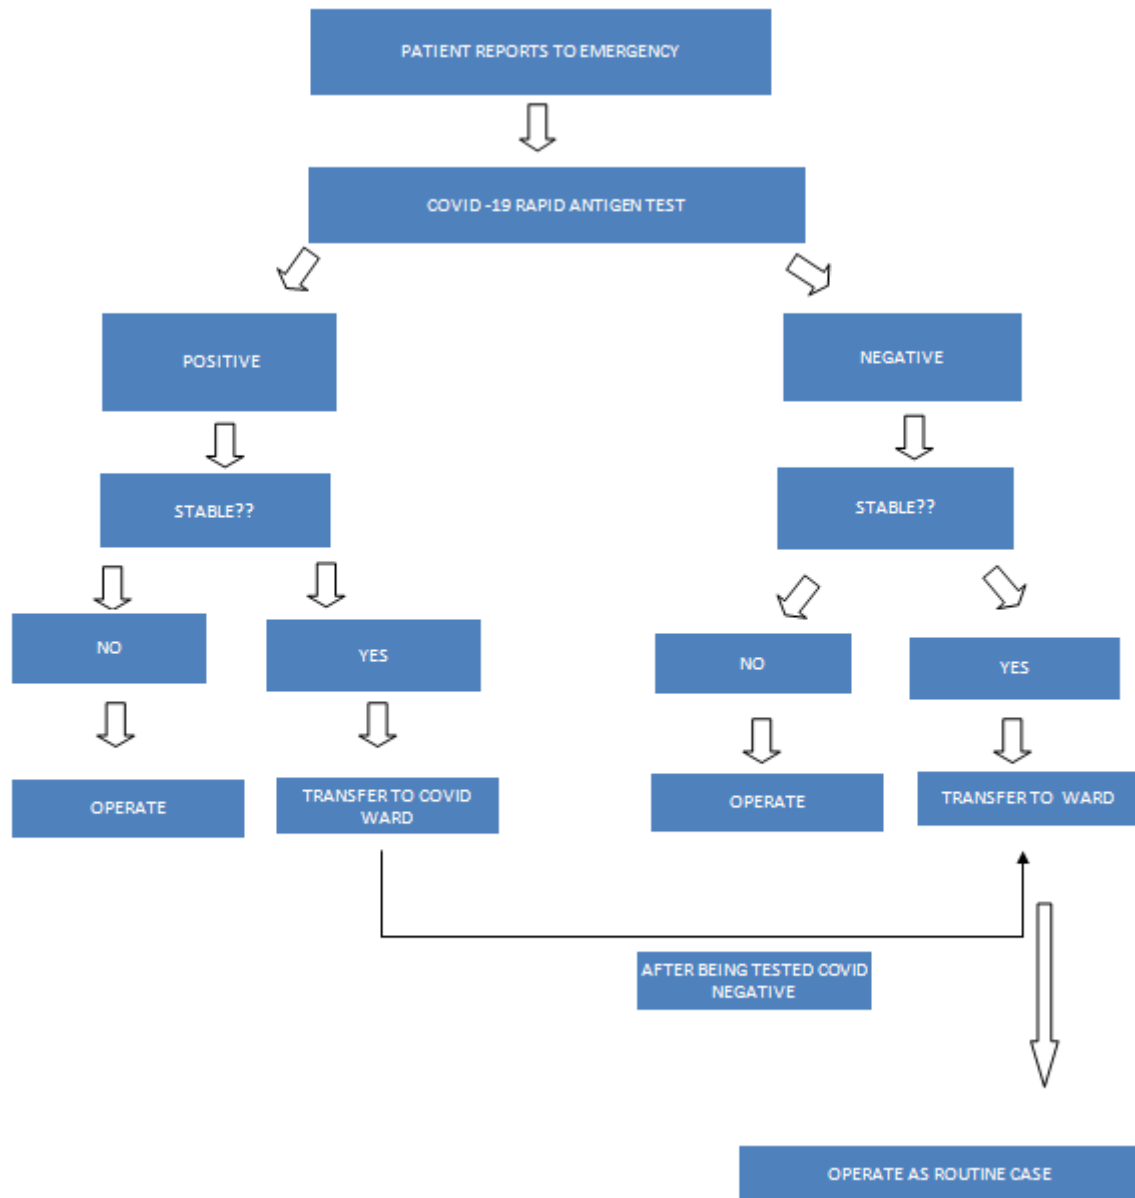 PATIENT REPORTS TO EMERGENCY
COVID -19 RAPID ANTIGEN TEST
POSITIVE
NEGATIVE
STABLE??
STABLE??
NO
YES
NO
YES
OPERATE
TRANSFER TO COVID
WARD
OPERATE
TRANSFER TO WARD
AFTER BEING TESTED COVID
NEGATIVE
OPERATE AS ROUTINE CASE